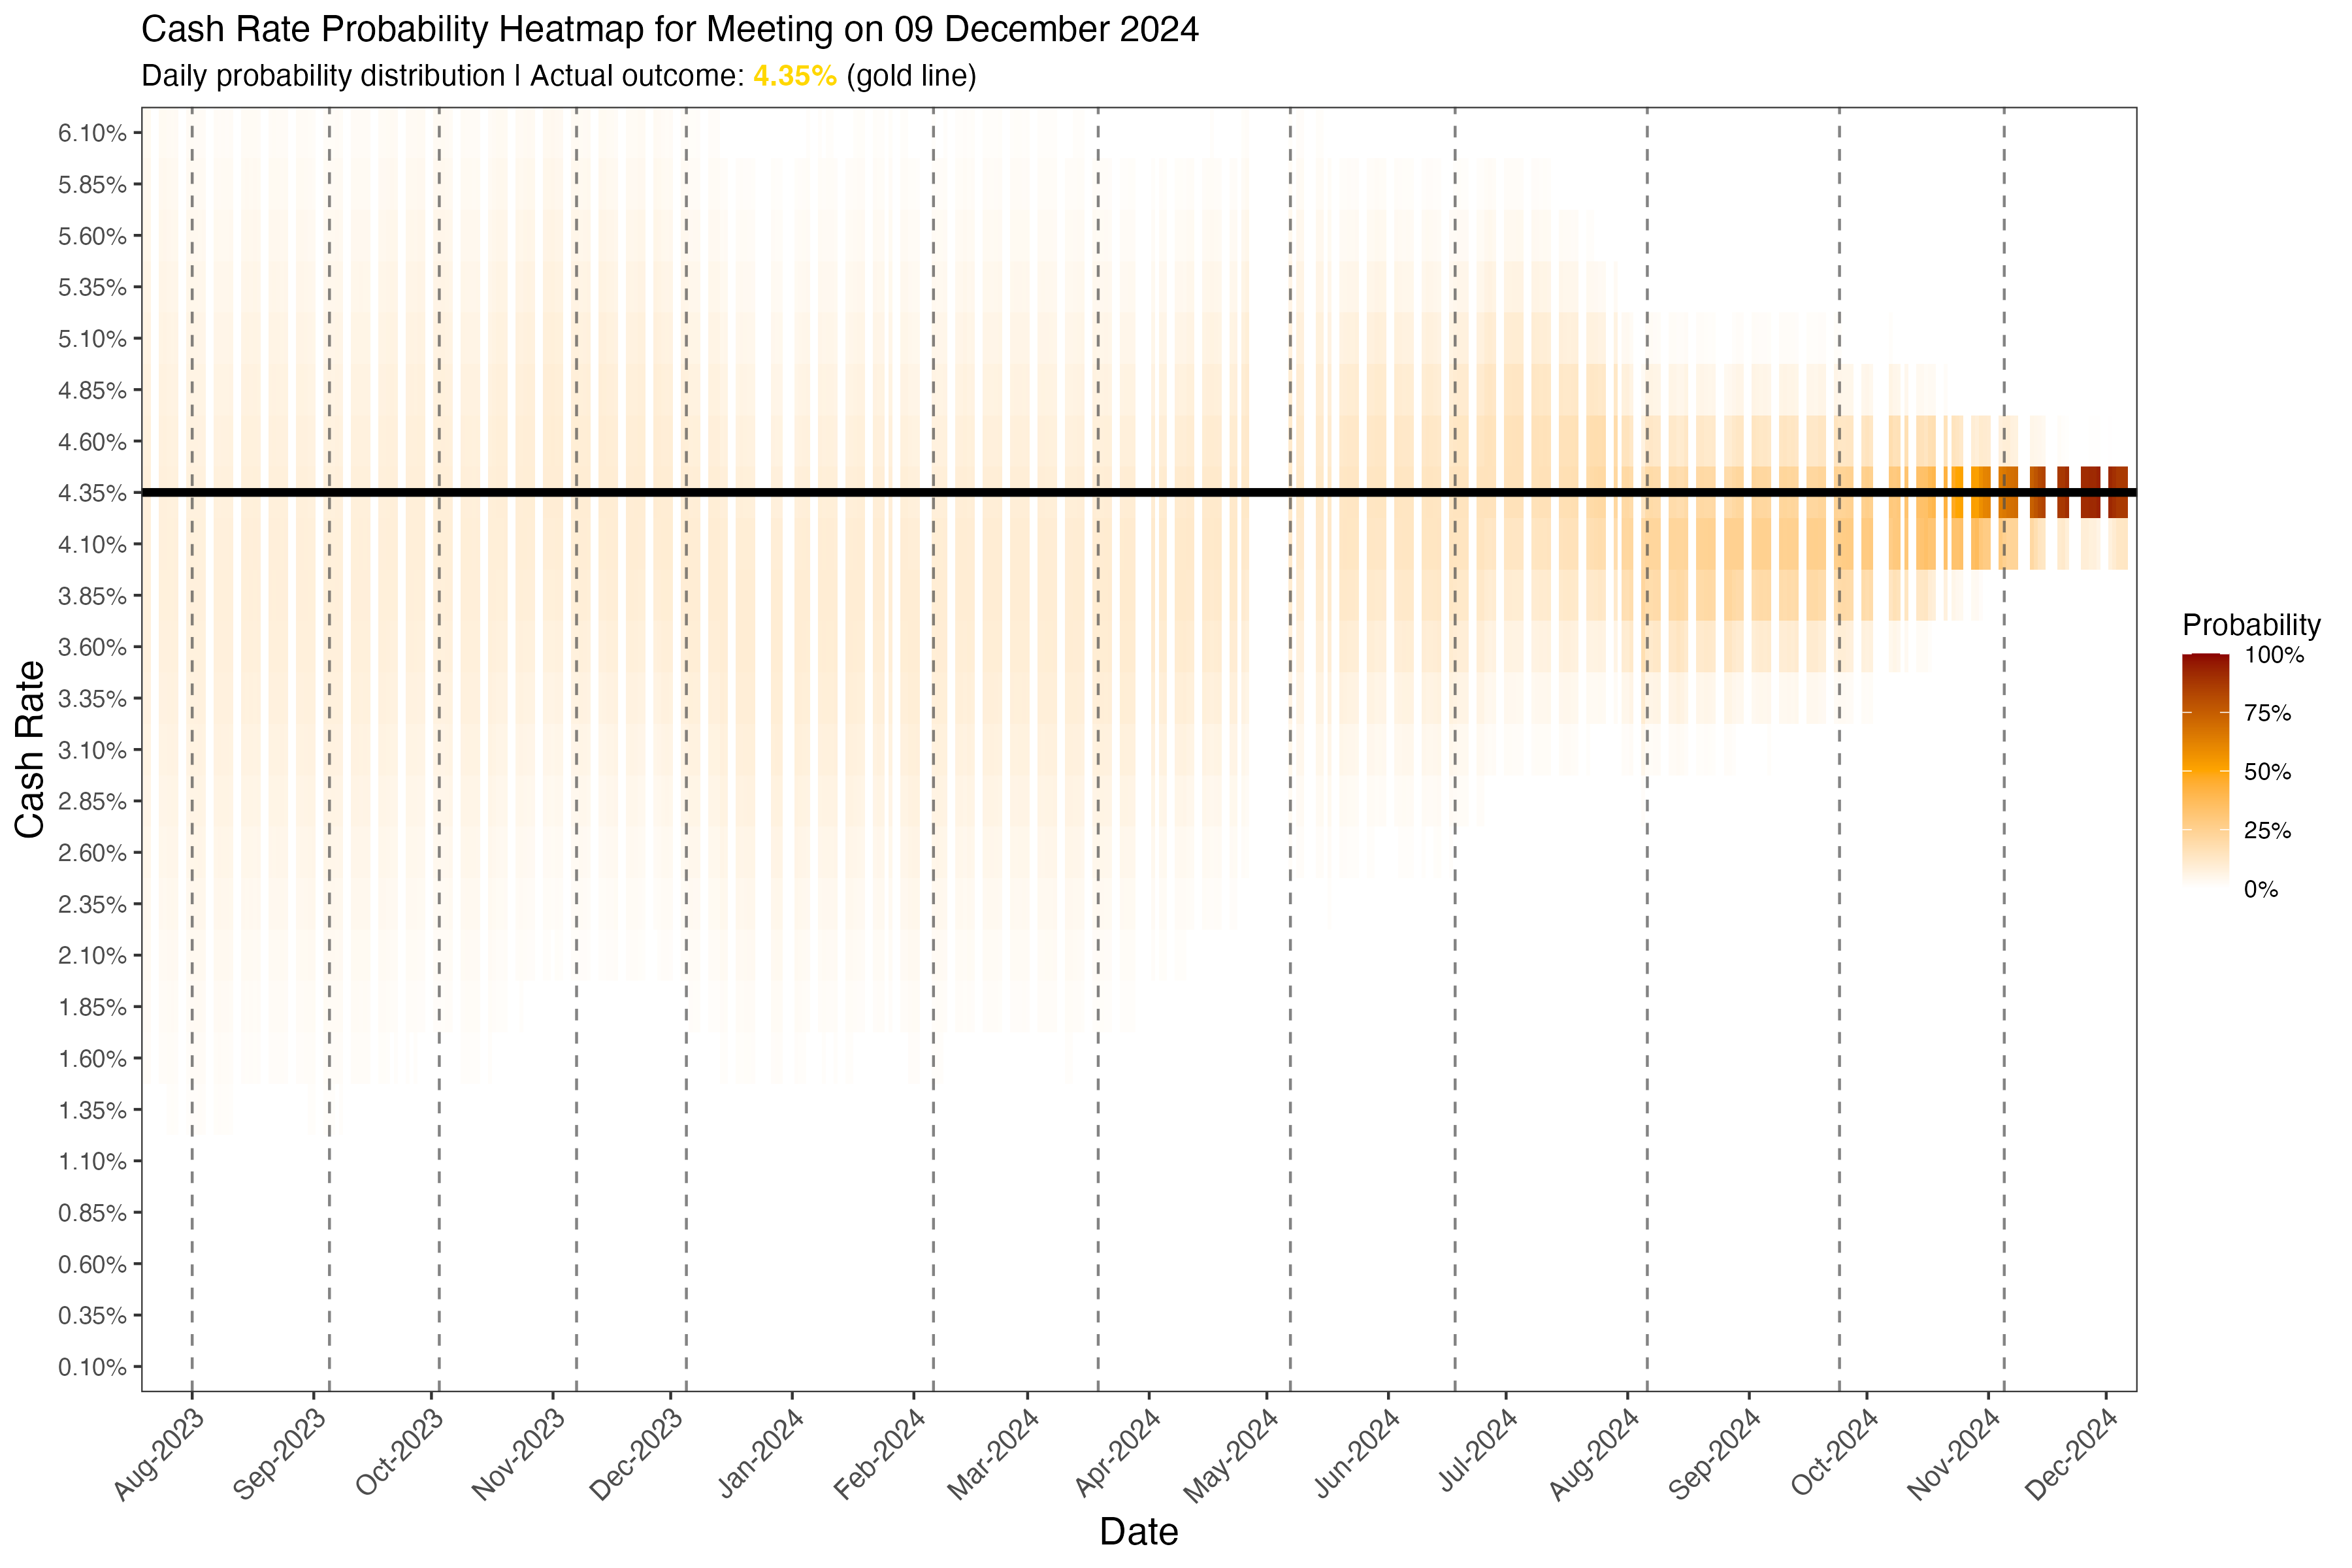 Cash Rate Probability Heatmap for Meeting on 09 December 2024
Daily probability distribution | Actual outcome: 4.35% (gold line)
6.10%
5.85%
5.60%
5.35%
5.10%
4.85%
4.60%
4.35%
4.10%
3.85%
3.60%
3.35%
3.10%
2.85%
2.60%
2.35%
2.10%
1.85%
1.60%
1.35%
1.10%
0.85%
0.60%
0.35%
0.10%
Cash Rate
Aug-2023
Sep-2023
Oct-2023
Nov-2023
Dec-2023
Jan-2024
Feb-2024
Mar-2024
Apr-2024
May-2024
Jun-2024
Jul-2024
Aug-2024
Sep-2024
Oct-2024
Nov-2024
Dec-2024
Date
Probability
100%
75%
50%
25%
0%